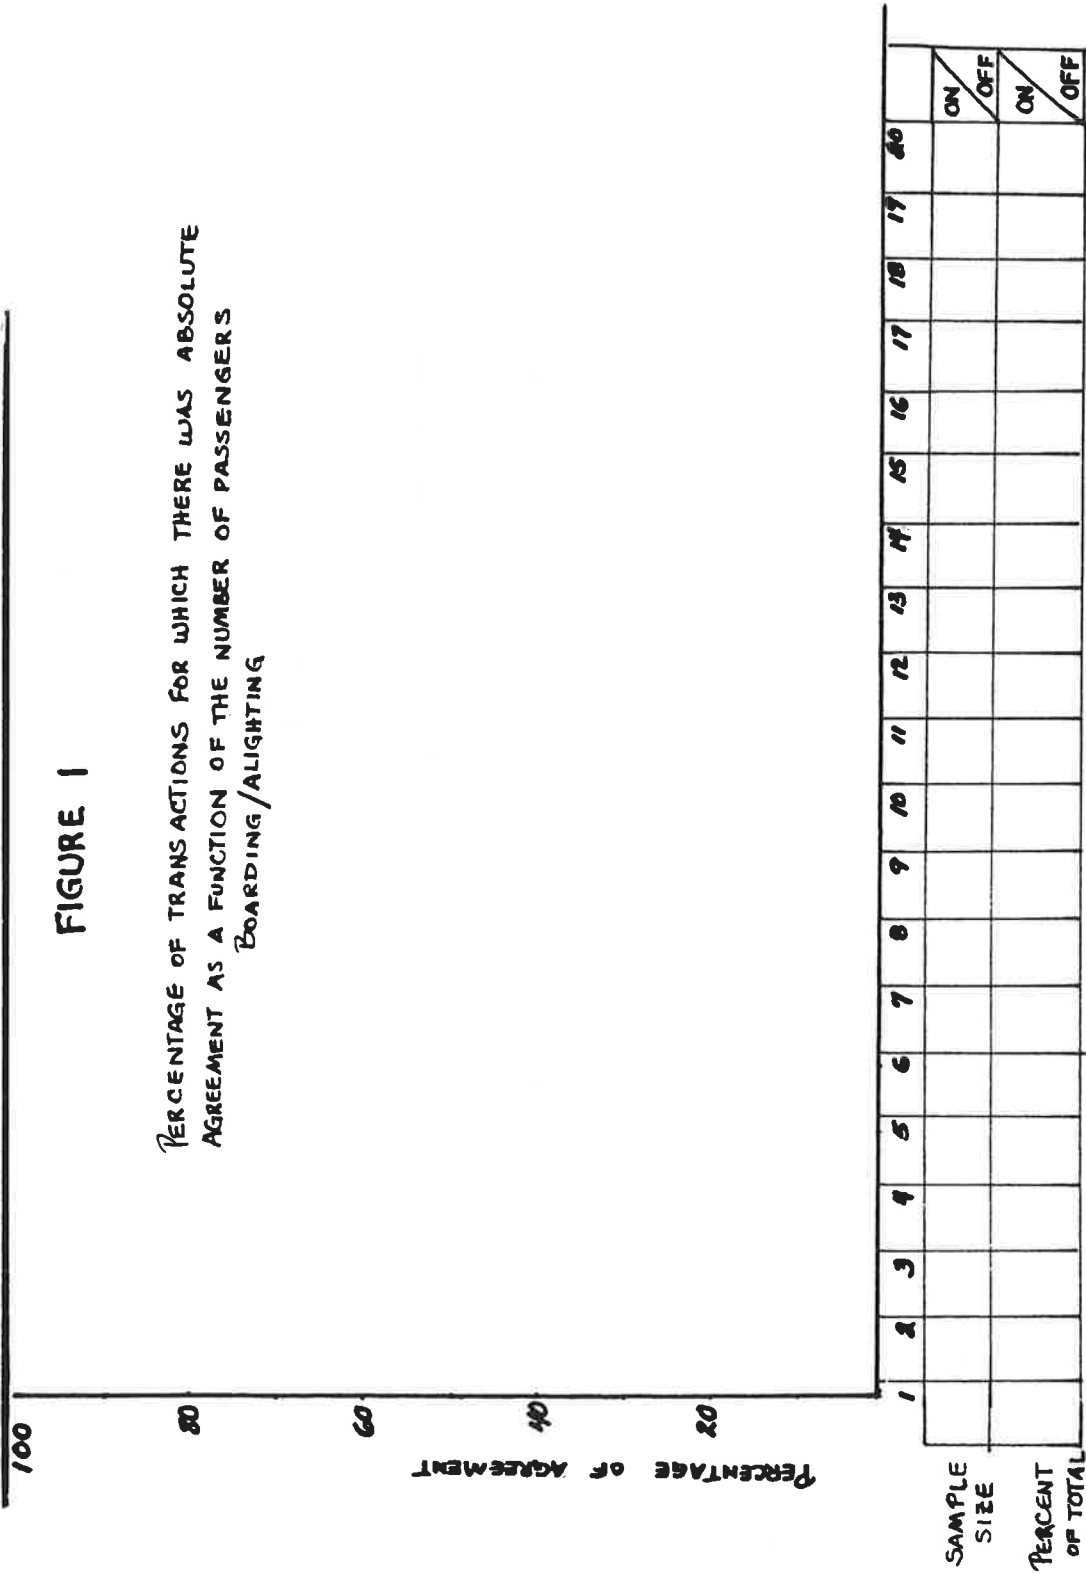 FIGURE 1
PERCENTAGE OF TRANSACTIONS FOR WHICH THERE WAS ABSOLUTE
AGREEMENT AS A FUNCTION OF THE NUMBER OF PASSENGERS
BOARDING/ALIGHTING
100
80
60
40
20
PERCENTAGE OF AGREEMENT
1 2 3 4 5 6 7 8 9 10 11 12 13 14 15 16 17 18 19 20
SAMPLE
SIZE
ON
OFF
PERCENT
OF TOTAL
ON
OFF